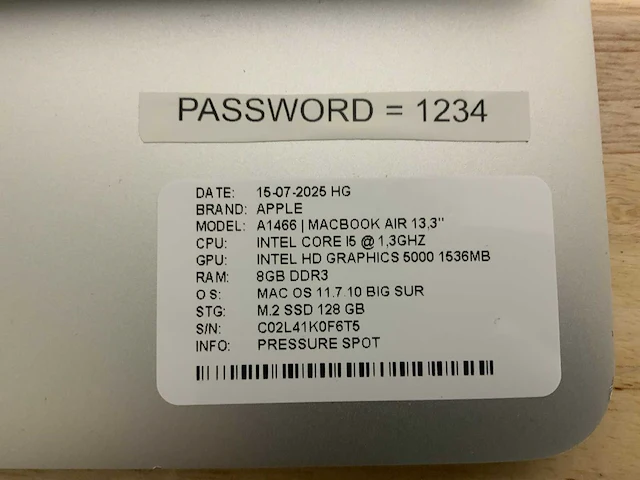 PASSWORD = 1234
DATE: 15-07-2025 HG
BRAND: APPLE
MODEL: A1466 | MACBOOK AIR 13,3"
CPU: INTEL CORE I5 @ 1,3GHZ
GPU: INTEL HD GRAPHICS 5000 1536MB
RAM: 8GB DDR3
OS: MAC OS 11.7.10 BIG SUR
STG: M.2 SSD 128 GB
S/N: C02L41K0F6T5
INFO: PRESSURE SPOT